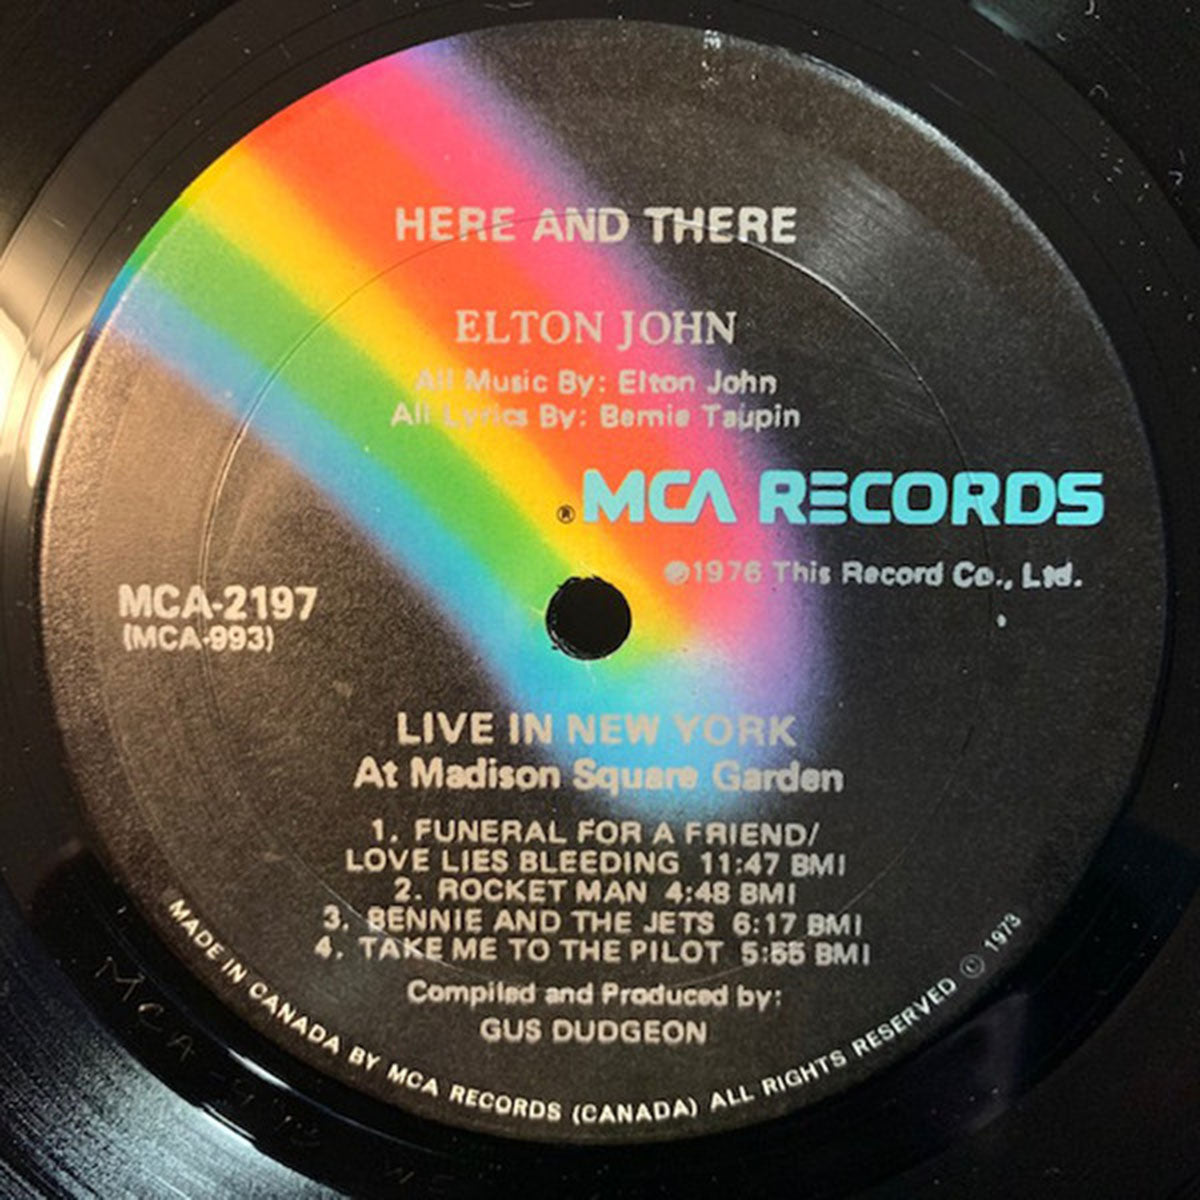 HERE AND THERE
ELTON JOHN
All Music By: Elton John
All Lyrics By: Bernie Taupin
®MCA RECORDS
℗1976 This Record Co., Ltd.
MCA-2197
(MCA-993)
LIVE IN NEW YORK
At Madison Square Garden
1. FUNERAL FOR A FRIEND/
LOVE LIES BLEEDING 11:47 BMI
2. ROCKET MAN 4:48 BMI
3. BENNIE AND THE JETS 6:17 BMI
4. TAKE ME TO THE PILOT 5:55 BMI
Compiled and Produced by:
GUS DUDGEON
MADE IN CANADA BY MCA RECORDS (CANADA) ALL RIGHTS RESERVED © 1973
MCA